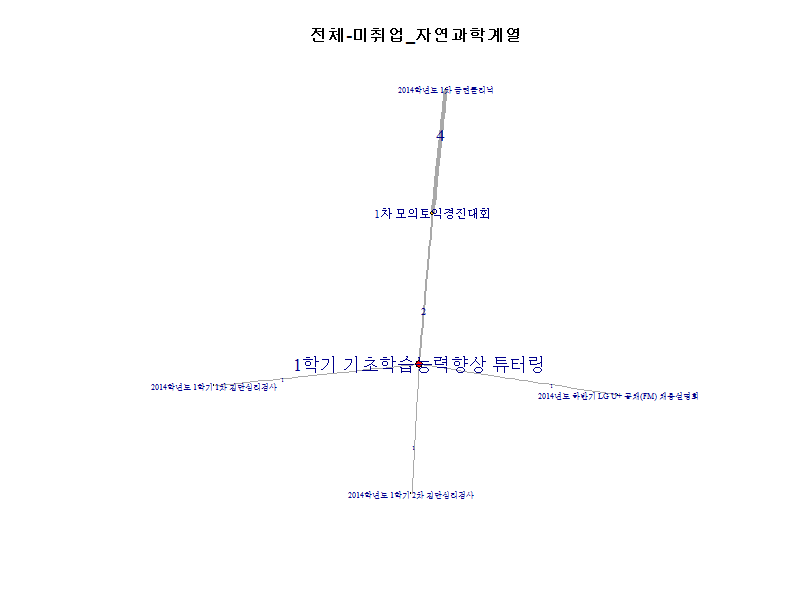 전체-미취업_자연과학계열
2014학년도 1차 금연클리닉
4
1차 모의토익경진대회
2
1학기 기초학습능력향상 튜터링
1
2014학년도 1학기 1차 집단심리검사
1
2014년도 하반기 LG U+ 공채(FM) 채용설명회
1
2014학년도 1학기 2차 집단심리검사